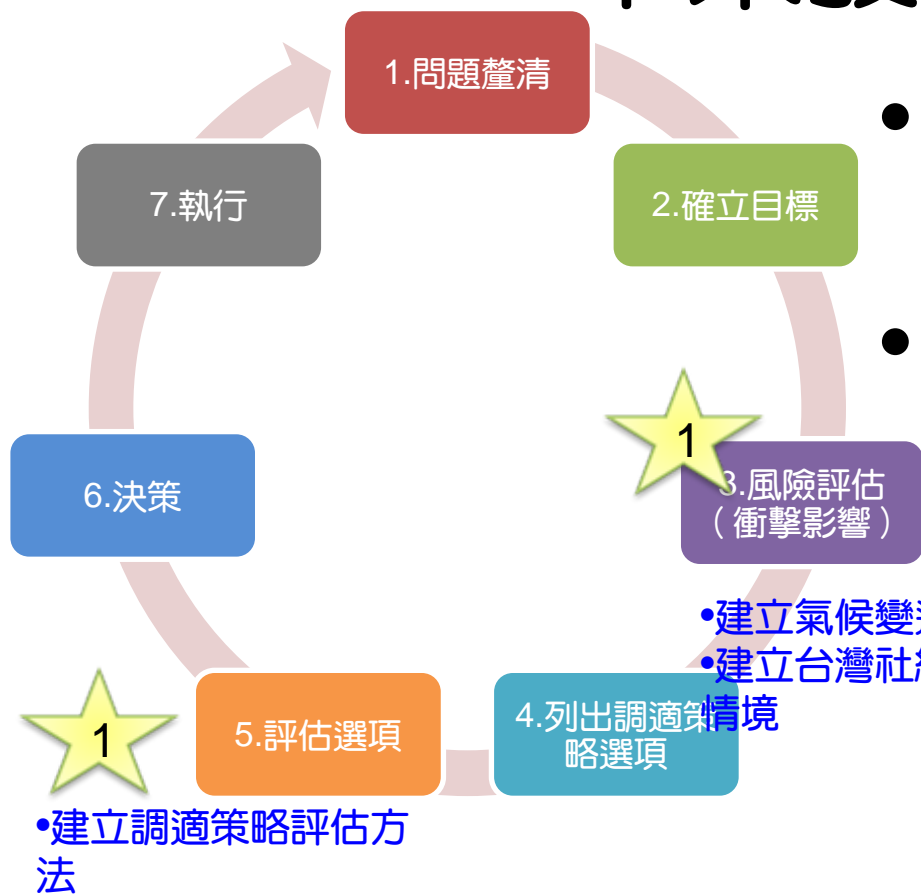 1.問題釐清
2.確立目標
1
3.風險評估
（衝擊影響）
•建立氣候變
•建立台灣社
情境
4.列出調適策
略選項
5.評估選項
1
•建立調適策略評估方
法
6.決策
7.執行